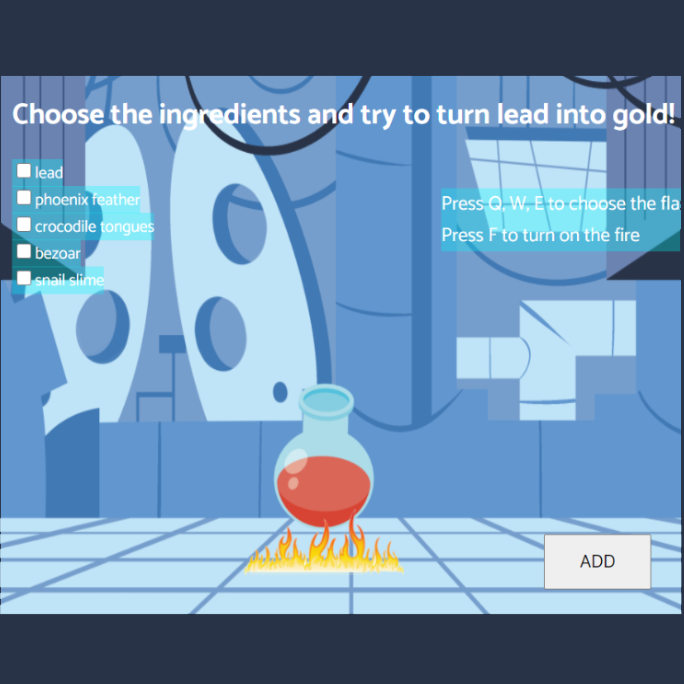 Choose the ingredients and try to turn lead into gold!
lead
phoenix feather
crocodile tongues
bezoar
snail slime
Press Q, W, E to choose the
Press F to turn on the fire
ADD